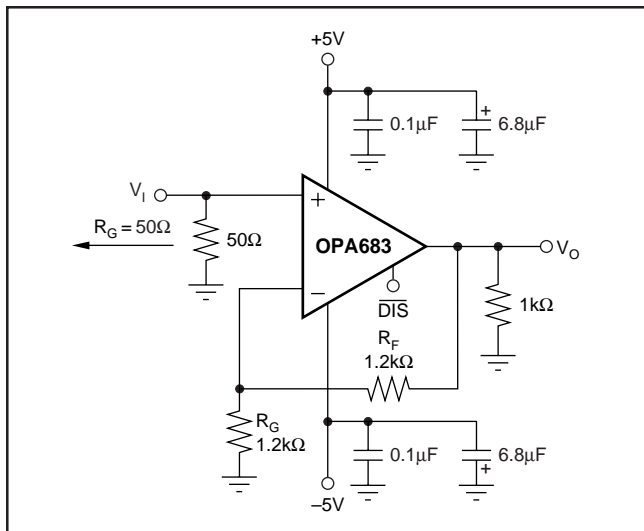 +5V
0.1µF
+
6.8µF
V_I
+
R_G = 50Ω
50Ω
OPA683
V_O
–
DIS
1kΩ
R_F
1.2kΩ
R_G
1.2kΩ
0.1µF
6.8µF
+
–5V